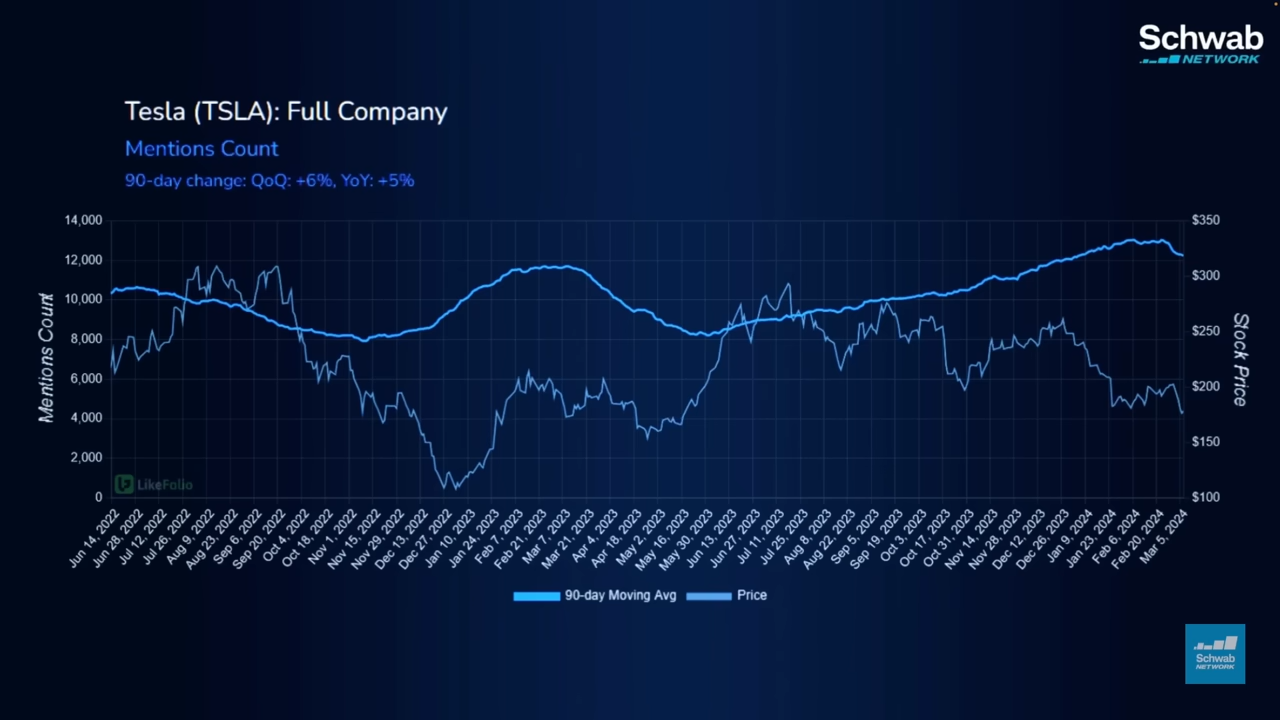 Schwab
NETWORK
Tesla (TSLA): Full Company
Mentions Count
90-day change: QoQ: +6%, YoY: +5%
14,000
12,000
10,000
8,000
6,000
4,000
2,000
0
Mentions Count
$350
$300
$250
$200
$150
$100
Stock Price
LikeFolio
Jun 14, 2022
Jun 28, 2022
Jul 12, 2022
Jul 26, 2022
Aug 9, 2022
Aug 23, 2022
Sep 6, 2022
Sep 20, 2022
Oct 4, 2022
Oct 18, 2022
Nov 1, 2022
Nov 15, 2022
Nov 29, 2022
Dec 13, 2022
Dec 27, 2022
Jan 10, 2023
Jan 24, 2023
Feb 7, 2023
Feb 21, 2023
Mar 7, 2023
Mar 21, 2023
Apr 4, 2023
Apr 18, 2023
May 2, 2023
May 16, 2023
May 30, 2023
Jun 13, 2023
Jun 27, 2023
Jul 11, 2023
Jul 25, 2023
Aug 8, 2023
Aug 22, 2023
Sep 5, 2023
Sep 19, 2023
Oct 3, 2023
Oct 17, 2023
Oct 31, 2023
Nov 14, 2023
Nov 28, 2023
Dec 12, 2023
Dec 26, 2023
Jan 9, 2024
Jan 23, 2024
Feb 6, 2024
Feb 20, 2024
Mar 5, 2024
90-day Moving Avg
Price
Schwab
NETWORK